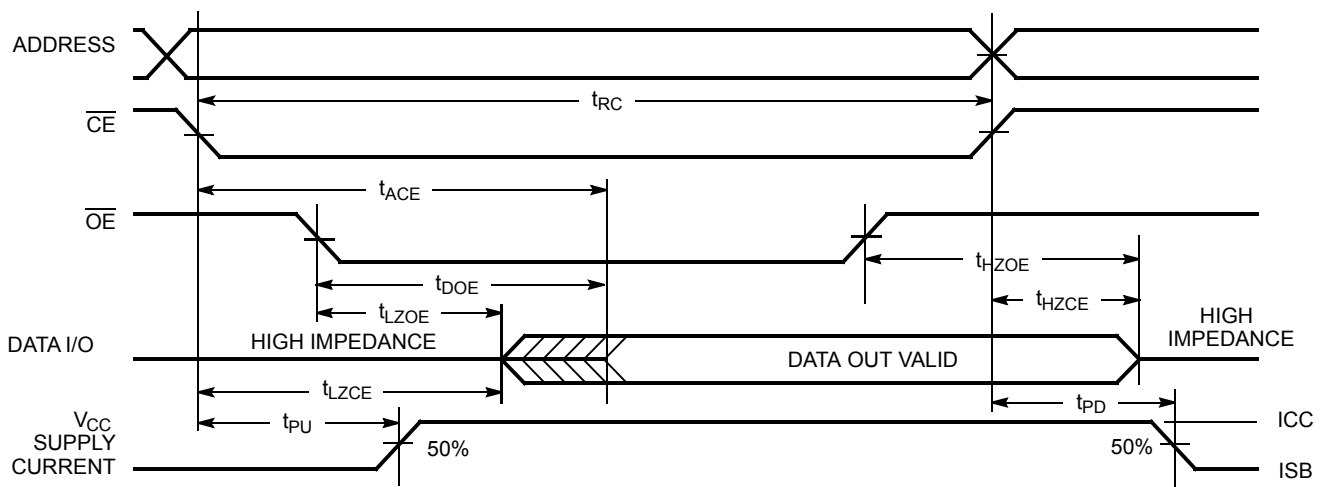 ADDRESS
tRC
CE
tACE
OE
tHZOE
tDOE
tHZCE
tLZOE
HIGH
IMPEDANCE
HIGH IMPEDANCE
DATA I/O
DATA OUT VALID
tLZCE
tPD
VCC
SUPPLY
CURRENT
tPU
50%
50%
ICC
ISB